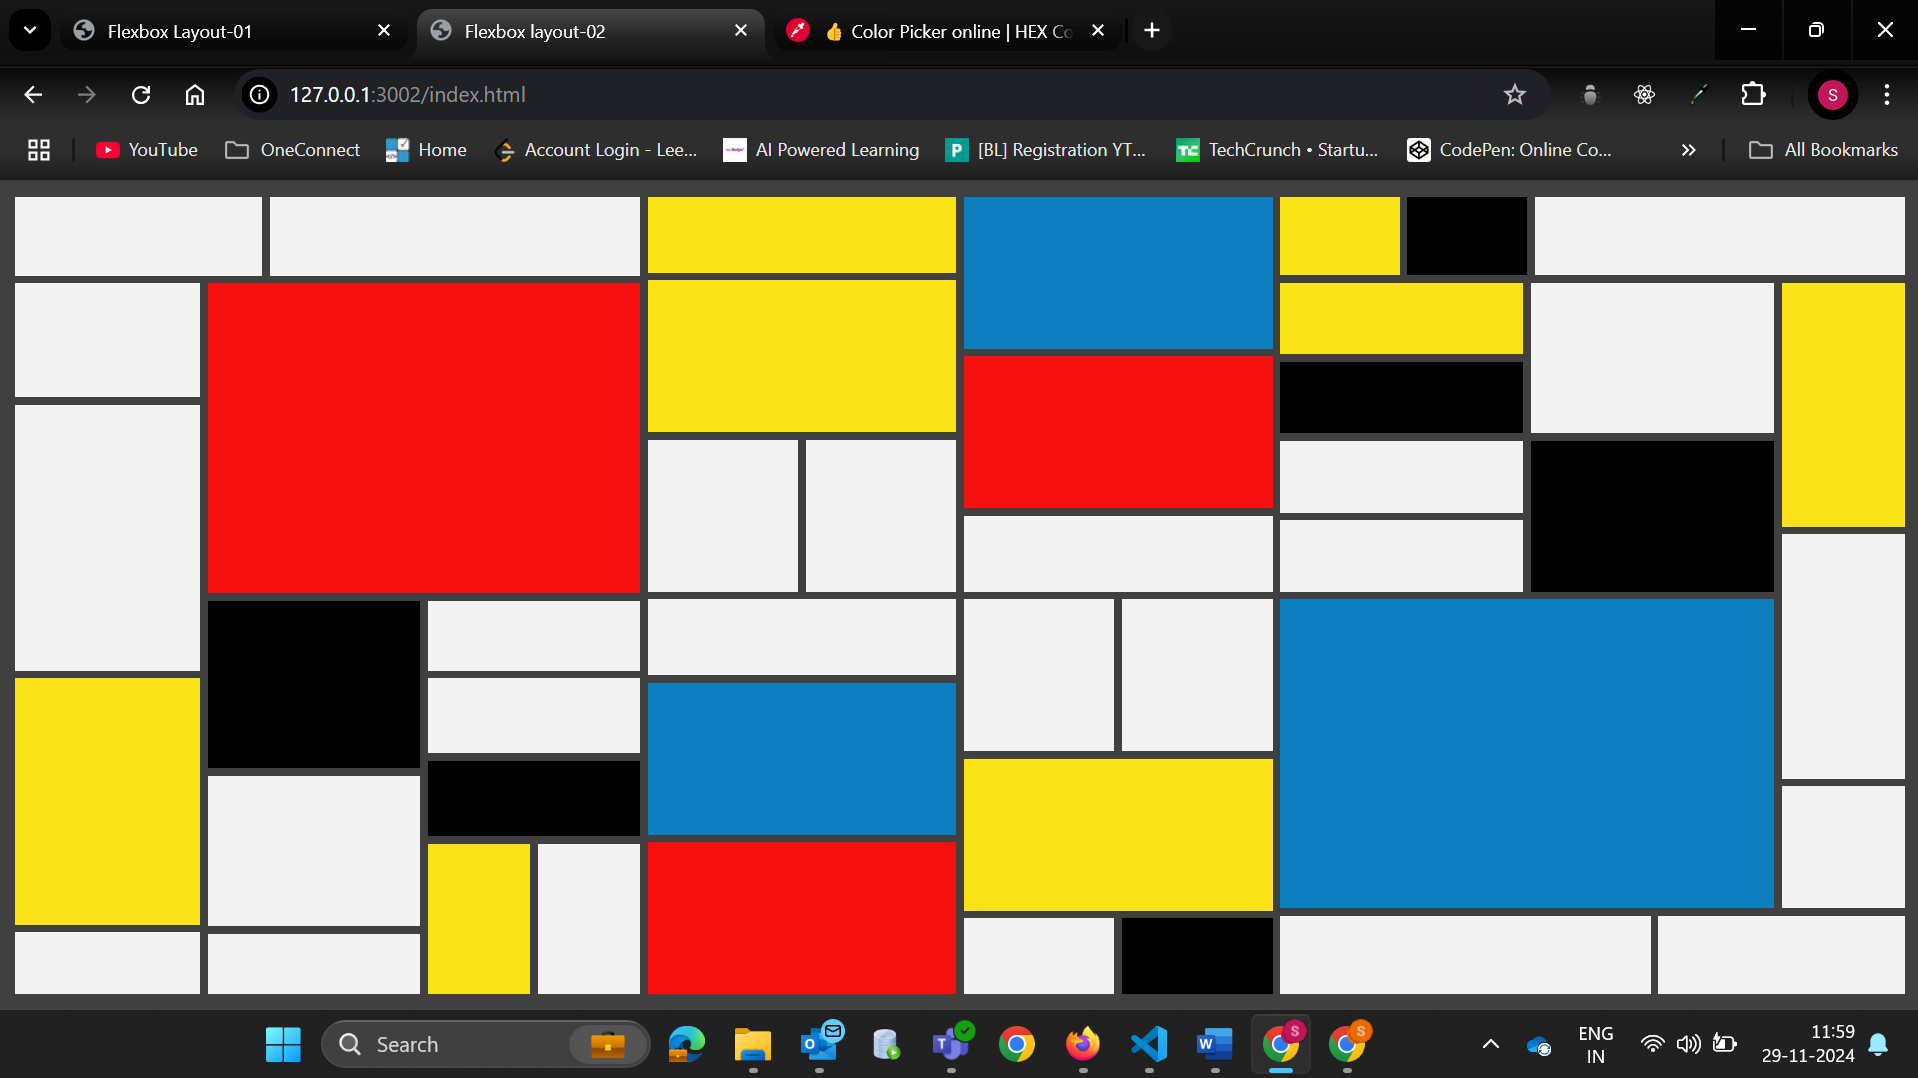 Flexbox Layout-01
Flexbox layout-02
👍 Color Picker online | HEX Co
127.0.0.1:3002/index.html
S
YouTube
OneConnect
Home
Account Login - Lee...
AI Powered Learning
P
[BL] Registration YT...
TechCrunch • Startu...
CodePen: Online Co...
»
All Bookmarks
Search
ENG
IN
11:59
29-11-2024